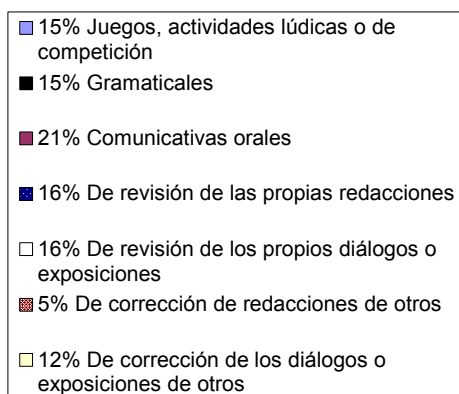 15% Juegos, actividades lúdicas o de
competición
15% Gramaticales
21% Comunicativas orales
16% De revisión de las propias redacciones
16% De revisión de los propios diálogos o
exposiciones
5% De corrección de redacciones de otros
12% De corrección de los diálogos o
exposiciones de otros